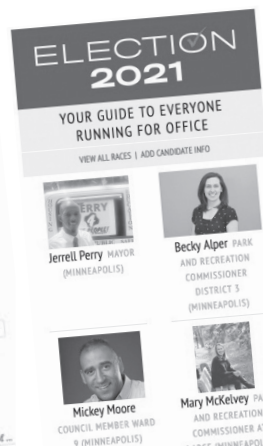 ELECTION
2021
YOUR GUIDE TO EVERYONE
RUNNING FOR OFFICE
VIEW ALL RACES | ADD CANDIDATE INFO
Jerrell Perry MAYOR
(MINNEAPOLIS)
Becky Alper PARK
AND RECREATION
COMMISSIONER
DISTRICT 3
(MINNEAPOLIS)
Mickey Moore
COUNCIL MEMBER WARD
9 (MINNEAPOLIS)
Mary McKelvey PA
AND RECREATION
COMMISSIONER A